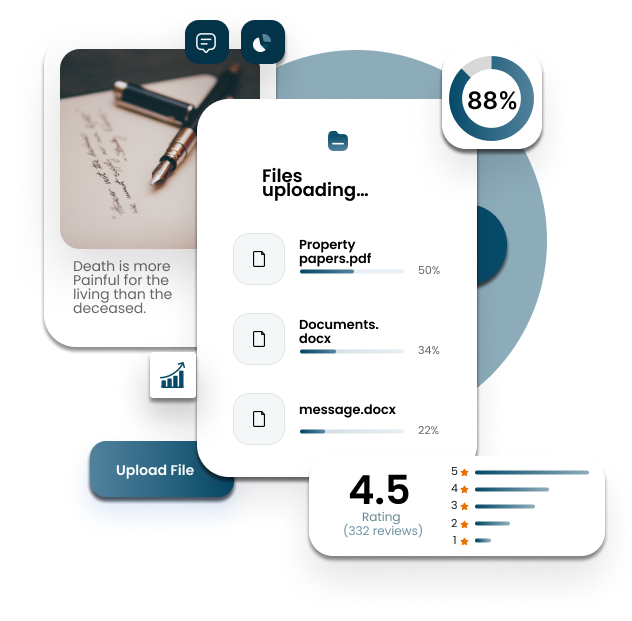 88%
Files
uploading...
Property
papers.pdf
50%
Documents.
docx
34%
message.docx
22%
Death is more
Painful for the
living than the
deceased.
Upload File
4.5
Rating
(332 reviews)
5
4
3
2
1